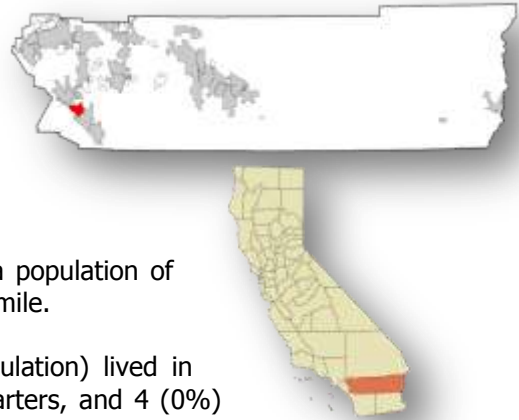 population of
mile.
ulation) lived in
arters, and 4 (0%)